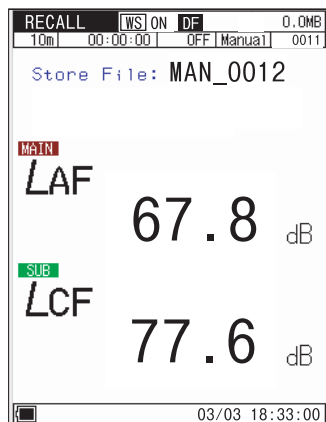 RECALL WS ON DF 0.0MB
10m 00:00:00 OFF Manual 0011
Store File: MAN_0012
MAIN
LAF
67.8 dB
SUB
LCF
77.6 dB
03/03 18:33:00